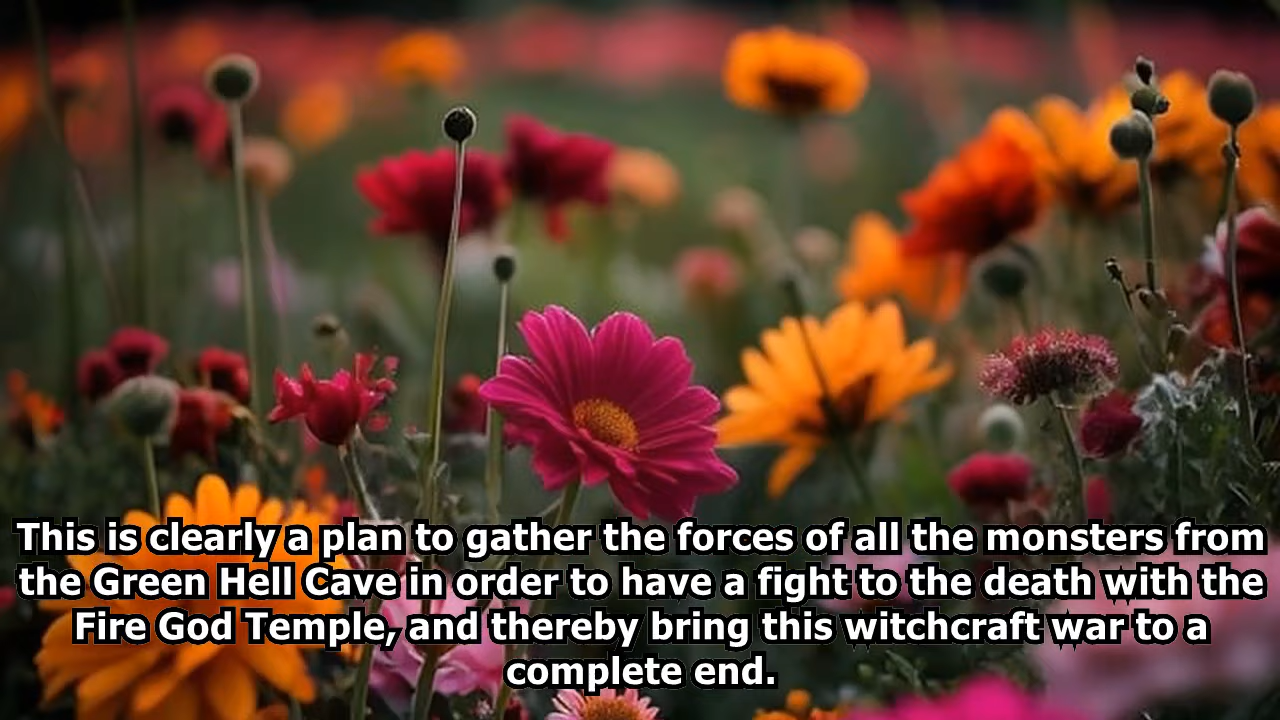 This is clearly a plan to gather the forces of all the monsters from
the Green Hell Cave in order to have a fight to the death with the
Fire God Temple, and thereby bring this witchcraft war to a
complete end.